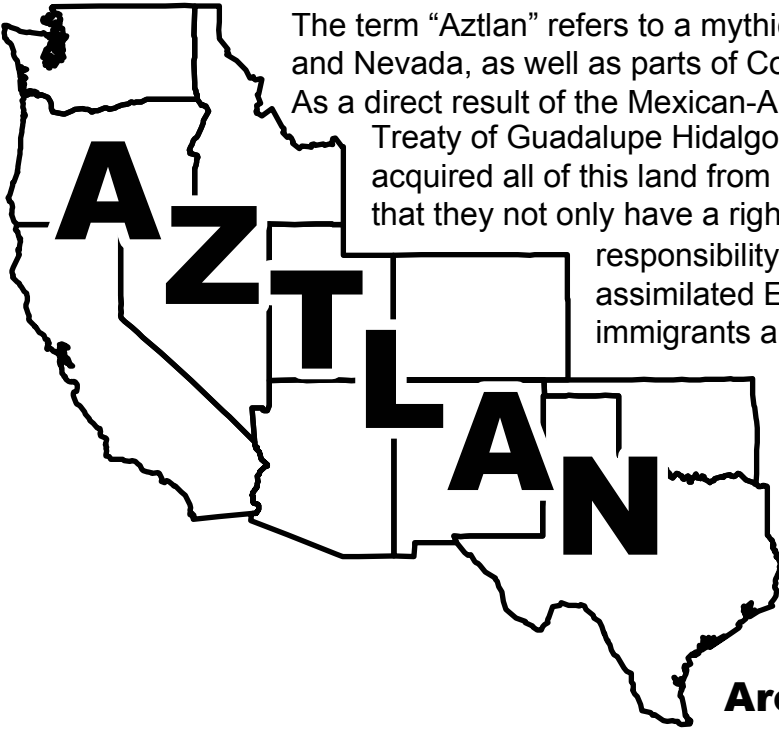 The term “Aztlan” refers to a mythic
and Nevada, as well as parts of Co
As a direct result of the Mexican-A
Treaty of Guadalupe Hidalgo
acquired all of this land from
that they not only have a righ
responsibility
assimilated E
immigrants a
AZTLAN
Are